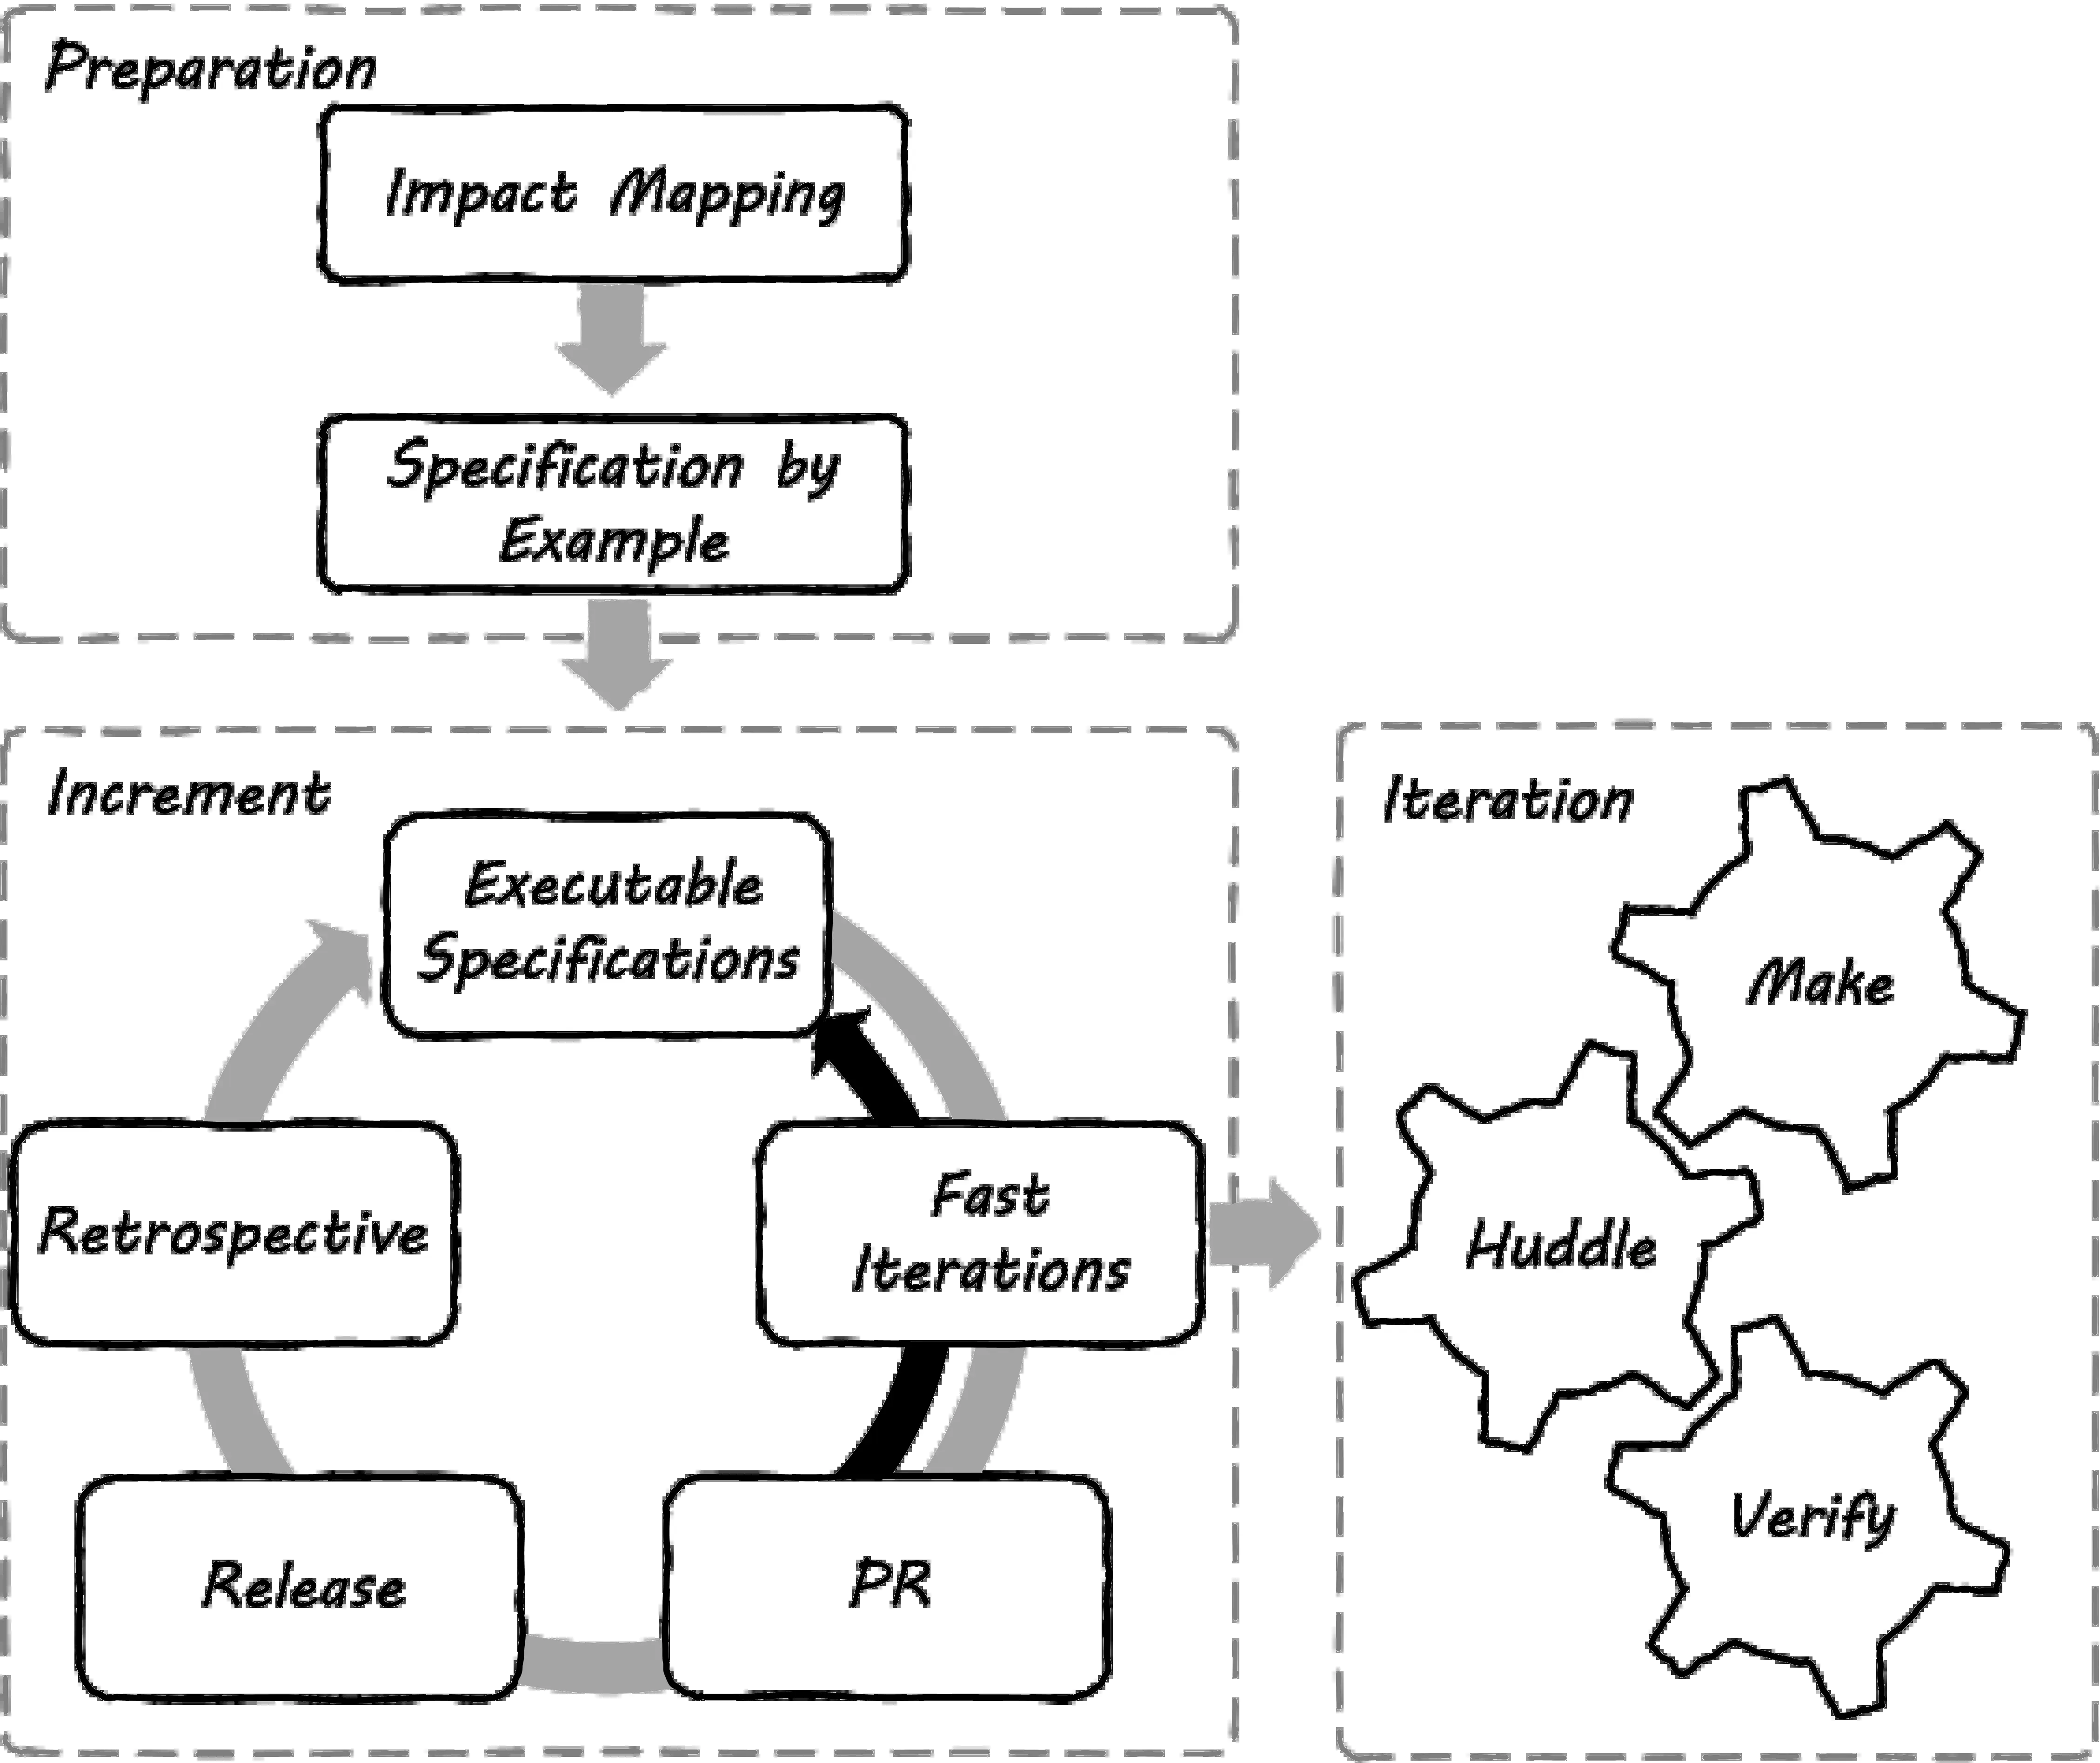 Preparation
Impact Mapping
Specification by
Example
Increment
Executable
Specifications
Retrospective
Fast
Iterations
Release
PR
Iteration
Make
Huddle
Verify